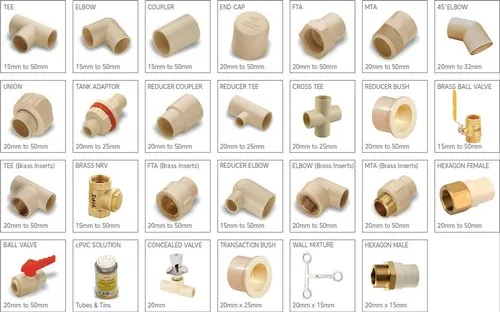 TEE
15mm to 50mm
ELBOW
15mm to 50mm
COUPLER
15mm to 50mm
END CAP
20mm to 50mm
FTA
20mm to 50mm
MTA
20mm to 50mm
45' ELBOW
20mm to 32mm
UNION
20mm to 50mm
TANK ADAPTOR
20mm to 25mm
REDUCER COUPLER
20mm to 50mm
REDUCER TEE
20mm to 25mm
CROSS TEE
20mm to 25mm
REDUCER BUSH
20mm to 50mm
BRASS BALL VALVE
15mm to 50mm
TEE (Brass Inserts)
20mm to 50mm
BRASS NRV
15mm to 50mm
FTA (Brass Inserts)
20mm to 50mm
REDUCER ELBOW
15mm to 50mm
ELBOW (Brass Inserts)
20mm to 50mm
MTA (Brass Inserts)
20mm to 50mm
HEXAGON FEMALE
20mm to 50mm
BALL VALVE
20mm to 50mm
cPVC SOLUTION
Tubes & Tins
CONCEALED VALVE
20mm
TRANSACTION BUSH
20mm x 25mm
WALL MIXTURE
20mm x 15mm
HEXAGON MALE
20mm x 15mm